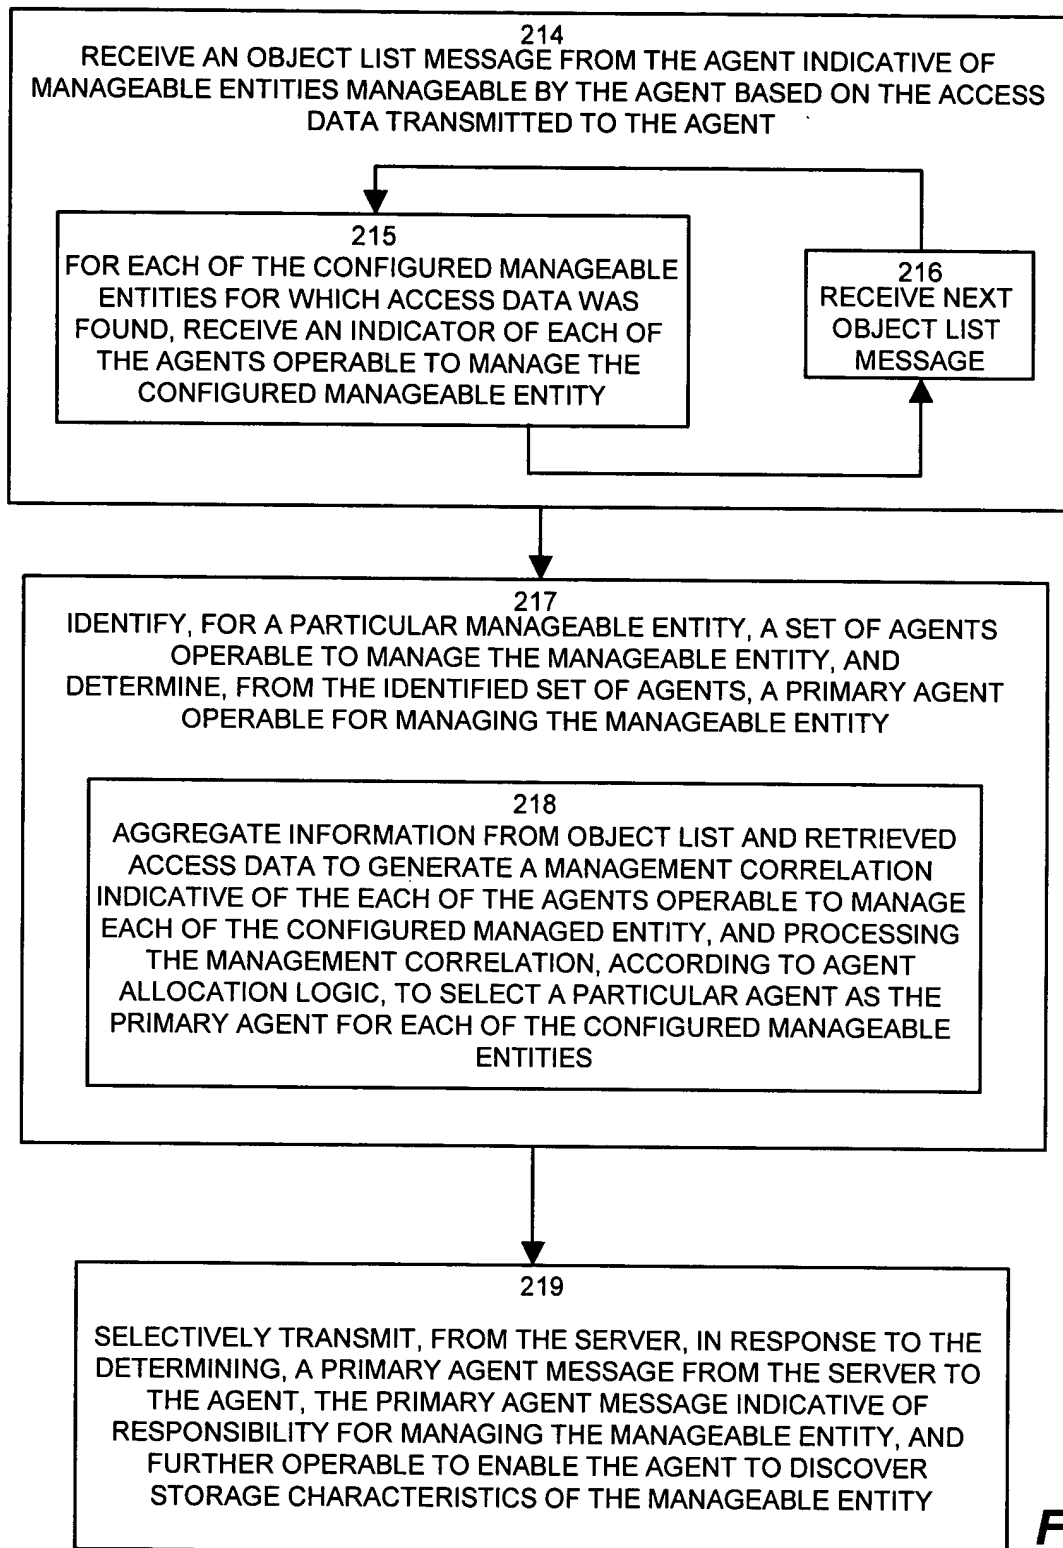 214
RECEIVE AN OBJECT LIST MESSAGE FROM THE AGENT INDICATIVE OF
MANAGEABLE ENTITIES MANAGEABLE BY THE AGENT BASED ON THE ACCESS
DATA TRANSMITTED TO THE AGENT
215
FOR EACH OF THE CONFIGURED MANAGEABLE
ENTITIES FOR WHICH ACCESS DATA WAS
FOUND, RECEIVE AN INDICATOR OF EACH OF
THE AGENTS OPERABLE TO MANAGE THE
CONFIGURED MANAGEABLE ENTITY
216
RECEIVE NEXT
OBJECT LIST
MESSAGE
217
IDENTIFY, FOR A PARTICULAR MANAGEABLE ENTITY, A SET OF AGENTS
OPERABLE TO MANAGE THE MANAGEABLE ENTITY, AND
DETERMINE, FROM THE IDENTIFIED SET OF AGENTS, A PRIMARY AGENT
OPERABLE FOR MANAGING THE MANAGEABLE ENTITY
218
AGGREGATE INFORMATION FROM OBJECT LIST AND RETRIEVED
ACCESS DATA TO GENERATE A MANAGEMENT CORRELATION
INDICATIVE OF THE EACH OF THE AGENTS OPERABLE TO MANAGE
EACH OF THE CONFIGURED MANAGED ENTITY, AND PROCESSING
THE MANAGEMENT CORRELATION, ACCORDING TO AGENT
ALLOCATION LOGIC, TO SELECT A PARTICULAR AGENT AS THE
PRIMARY AGENT FOR EACH OF THE CONFIGURED MANAGEABLE
ENTITIES
219
SELECTIVELY TRANSMIT, FROM THE SERVER, IN RESPONSE TO THE
DETERMINING, A PRIMARY AGENT MESSAGE FROM THE SERVER TO
THE AGENT, THE PRIMARY AGENT MESSAGE INDICATIVE OF
RESPONSIBILITY FOR MANAGING THE MANAGEABLE ENTITY, AND
FURTHER OPERABLE TO ENABLE THE AGENT TO DISCOVER
STORAGE CHARACTERISTICS OF THE MANAGEABLE ENTITY
F